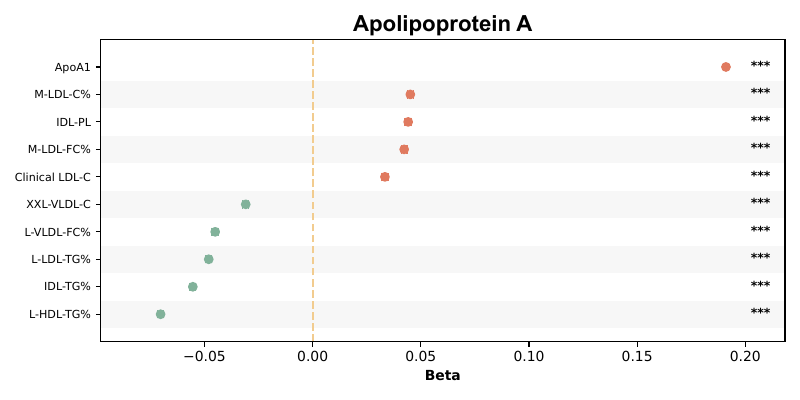 Apolipoprotein A
ApoA1 ***
M-LDL-C% ***
IDL-PL ***
M-LDL-FC% ***
Clinical LDL-C ***
XXL-VLDL-C ***
L-VLDL-FC% ***
L-LDL-TG% ***
IDL-TG% ***
L-HDL-TG% ***
−0.05 0.00 0.05 0.10 0.15 0.20
Beta